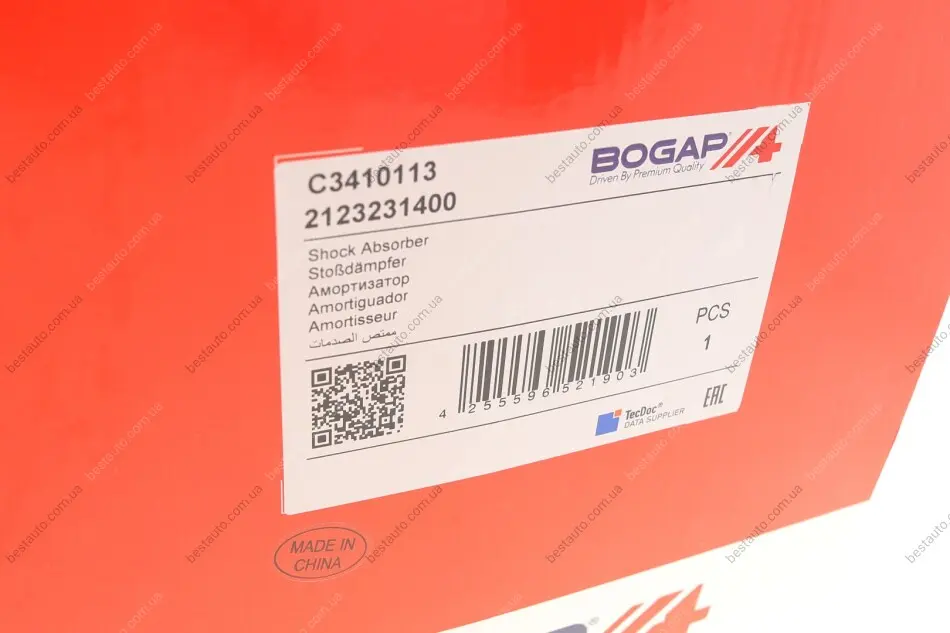 C3410113
2123231400
BOGAP®
Driven By Premium Quality
Shock Absorber
Stoßdämpfer
Амортизатор
Amortiguador
Amortisseur
ممتص الصدمات
PCS
1
4 255596 521903
TecDoc®
DATA SUPPLIER
EAC
MADE IN
CHINA
BOGAP®
bestauto.com.ua